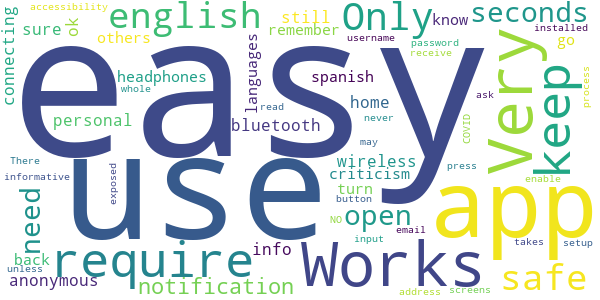 accessibility
english
Only
know
seconds
connecting
sure
ok
still
others
remember
username
password
receive
installed
go
languages
headphones
spanish
easy
Very
keep
process
whole
read
never
ask
personal
bluetooth
home
COVID
may
There
informative
exposed
wireless
criticism
press
enable
use
app
need
turn
button
open
NO
email
input
takes
setup
require
info
Works
back
unless
anonymous
notification
safe
address
screens